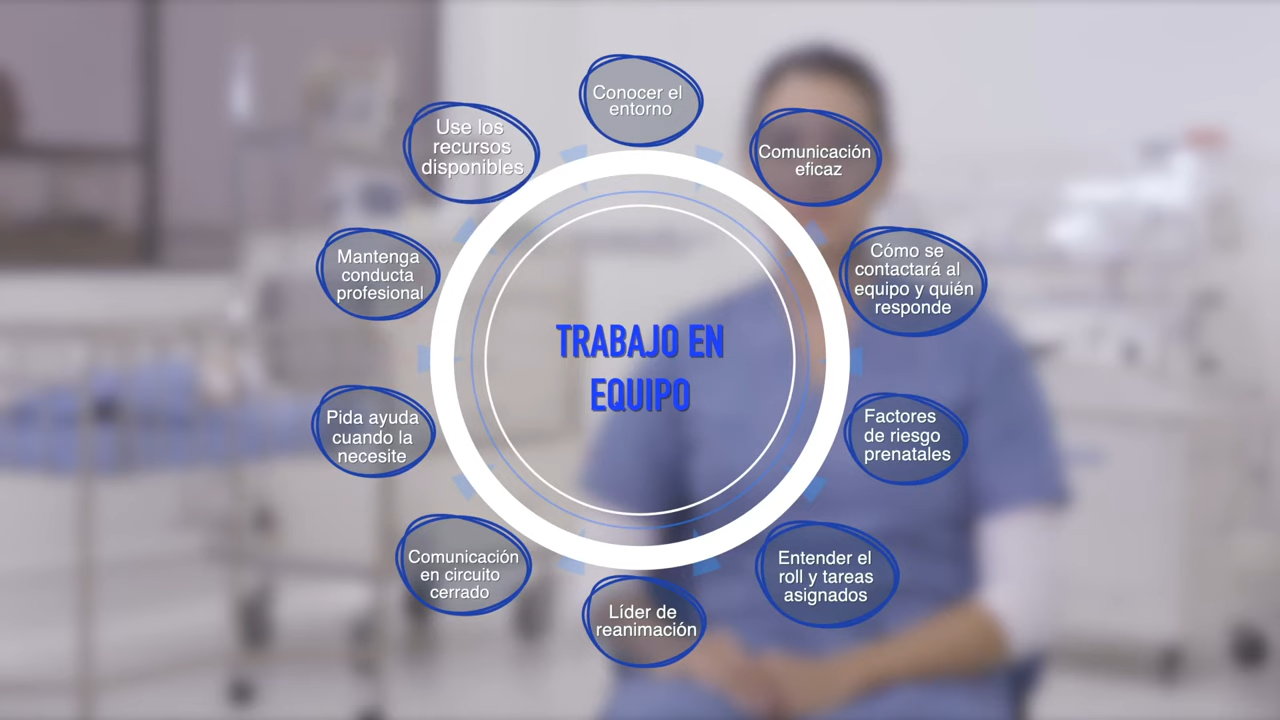 Conocer el
entorno
Comunicación
eficaz
Cómo se
contactará al
equipo y quién
responde
Factores
de riesgo
prenatales
Entender el
roll y tareas
asignados
Líder de
reanimación
Comunicación
en circuito
cerrado
Pida ayuda
cuando la
necesite
Mantenga
conducta
profesional
Use los
recursos
disponibles
TRABAJO EN
EQUIPO